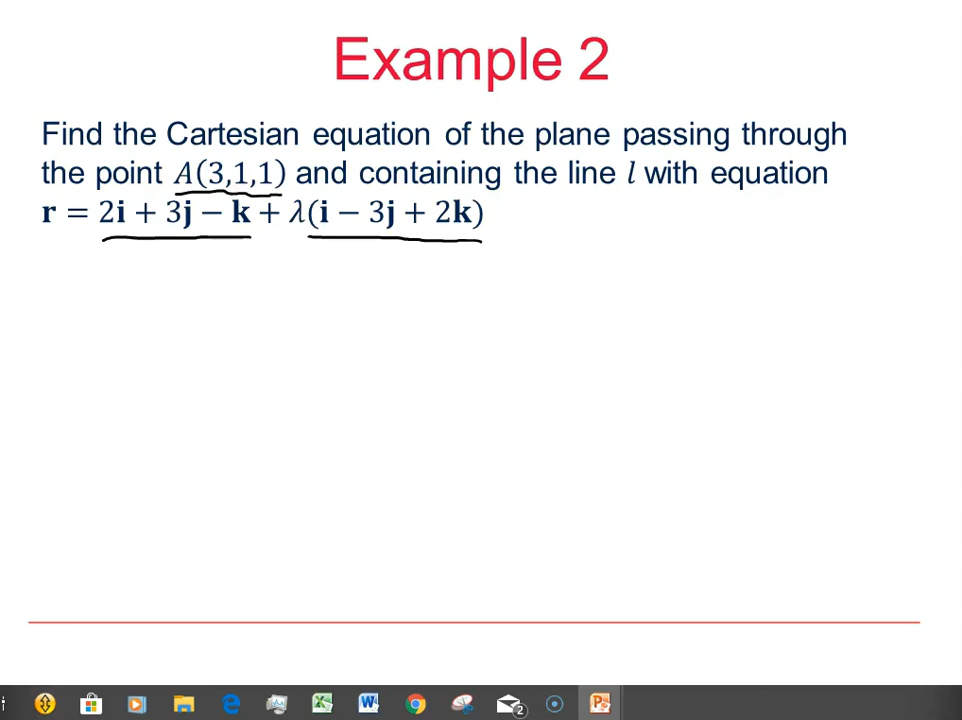 Example 2
Find the Cartesian equation of the plane passing through
the point A(3,1,1) and containing the line l with equation
r = 2i + 3j − k + λ(i − 3j + 2k)
2